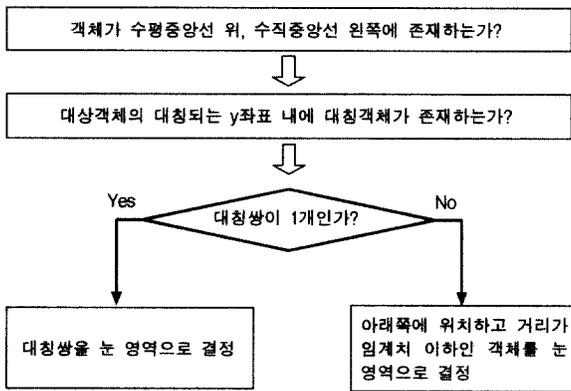 객체가 수평중앙선 위, 수직중앙선 왼쪽에 존재하는가?
대상객체의 대칭되는 y좌표 내에 대칭객체가 존재하는가?
Yes
No
대칭쌍이 1개인가?
대칭쌍을 눈 영역으로 결정
아래쪽에 위치하고 거리가
임계치 이하인 객체를 눈
영역으로 결정